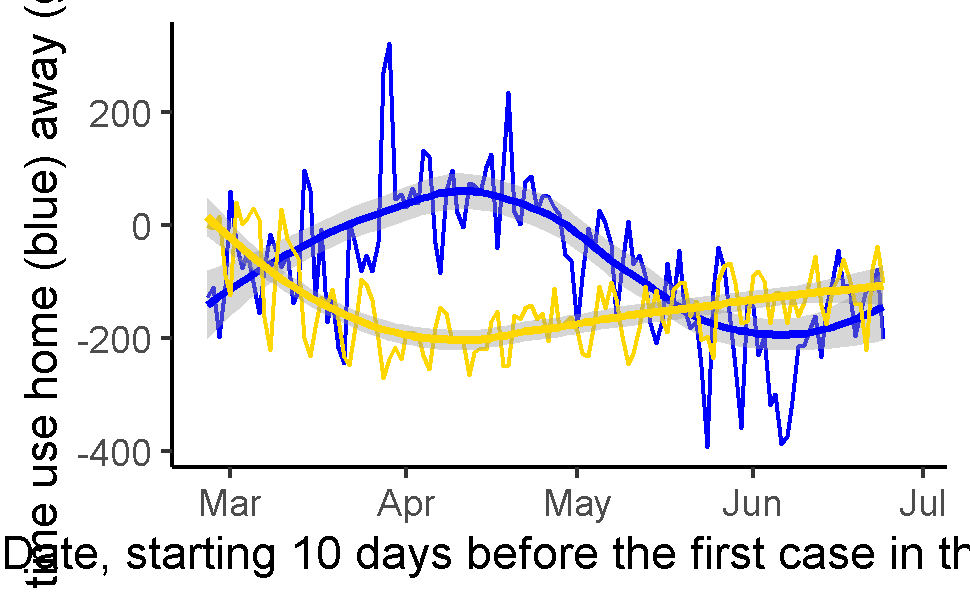 time use home (blue) away (
200
0
-200
-400
Mar Apr May Jun Jul
Date, starting 10 days before the first case in th